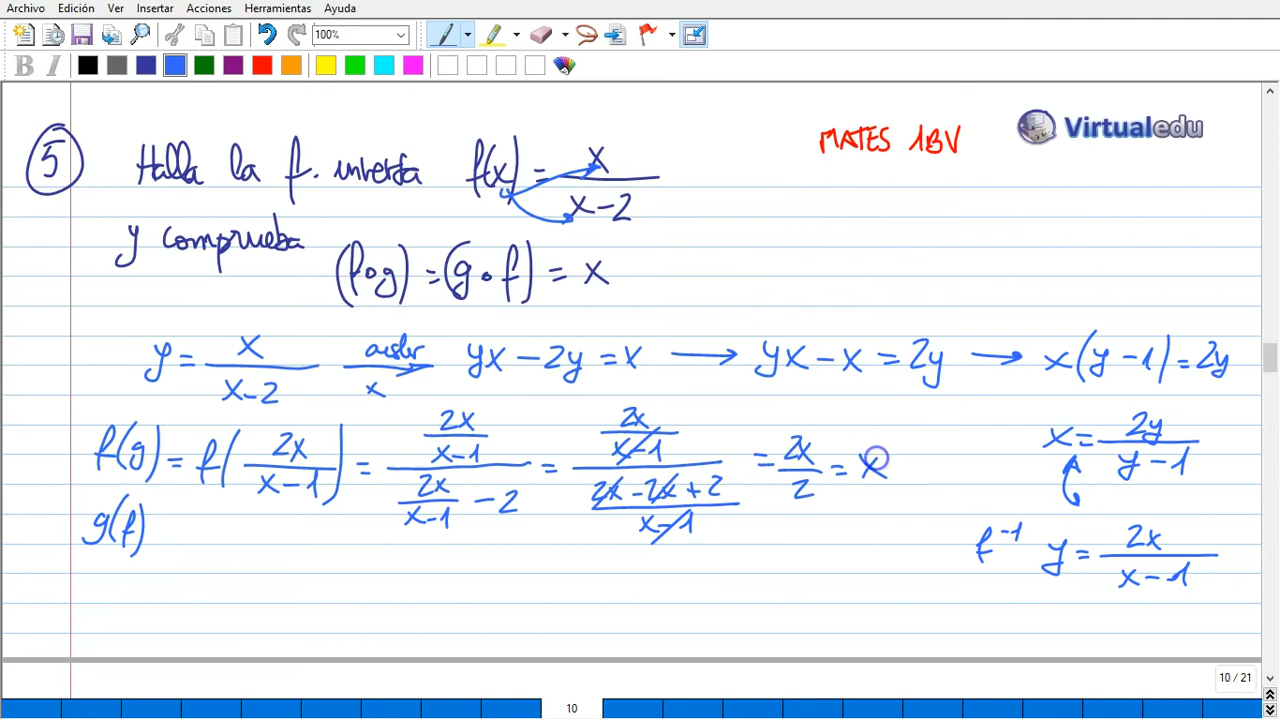 Archivo Edición Ver Insertar Acciones Herramientas Ayuda
100%
B I
MATES 1BV
Virtualedu
5 Halla la f. inversa f(x) = x / (x-2)
y comprueba (f∘g) = (g∘f) = x
y = x / (x-2) aislar x → yx - 2y = x → yx - x = 2y → x(y-1) = 2y
x = 2y / (y-1)
f(g) = f(2x / (x-1)) = (2x / (x-1)) / (2x / (x-1) - 2) = (2x / (x-1)) / ((2x - 2x + 2) / (x-1)) = 2x / 2 = x
g(f)
f⁻¹ y = 2x / (x-1)
10 / 21
10